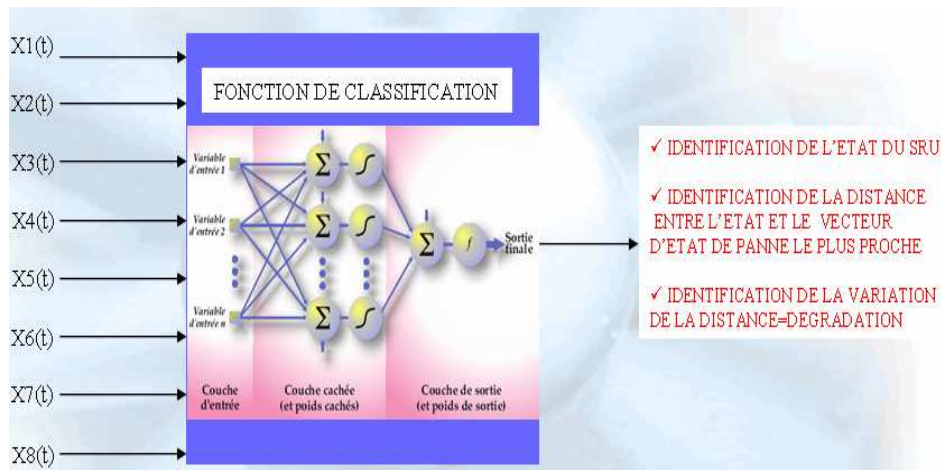 X1(t)
X2(t)
X3(t)
X4(t)
X5(t)
X6(t)
X7(t)
X8(t)
FONCTION DE CLASSIFICATION
Variable
d'entrée 1
Variable
d'entrée 2
Variable
d'entrée n
Σ
Σ
Σ
Σ
f
Sortie
finale
Couche
d'entrée
Couche cachée
(et poids cachés)
Couche de sortie
(et poids de sortie)
✓ IDENTIFICATION DE L'ETAT DU SRU
✓ IDENTIFICATION DE LA DISTANCE
ENTRE L'ETAT ET LE VECTEUR
D'ETAT DE PANNE LE PLUS PROCHE
✓ IDENTIFICATION DE LA VARIATION
DE LA DISTANCE=DEGRADATION